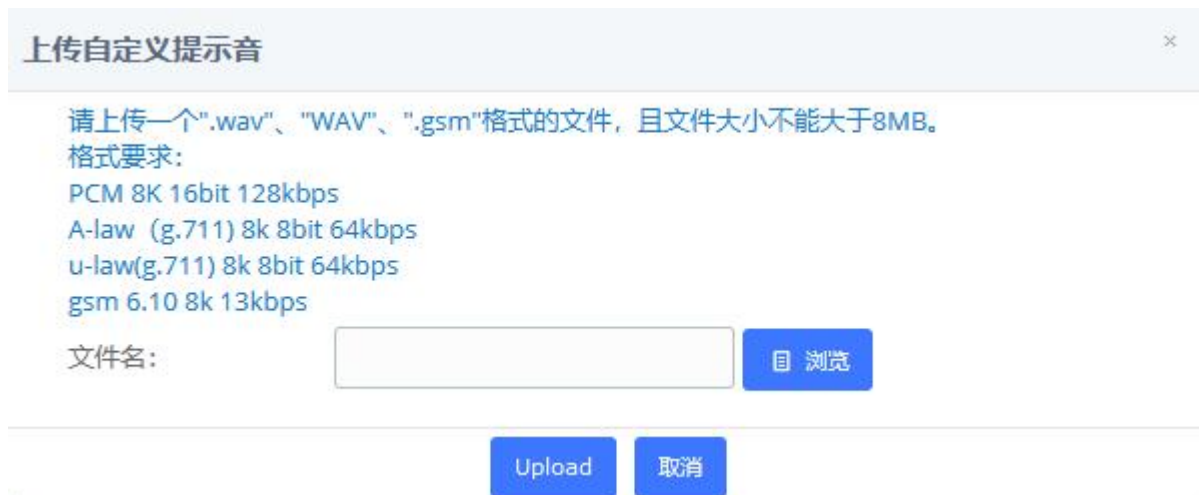 上传自定义提示音 ×
请上传一个".wav"、"WAV"、".gsm"格式的文件，且文件大小不能大于8MB。
格式要求：
PCM 8K 16bit 128kbps
A-law（g.711) 8k 8bit 64kbps
u-law(g.711) 8k 8bit 64kbps
gsm 6.10 8k 13kbps
文件名： 浏览
Upload 取消